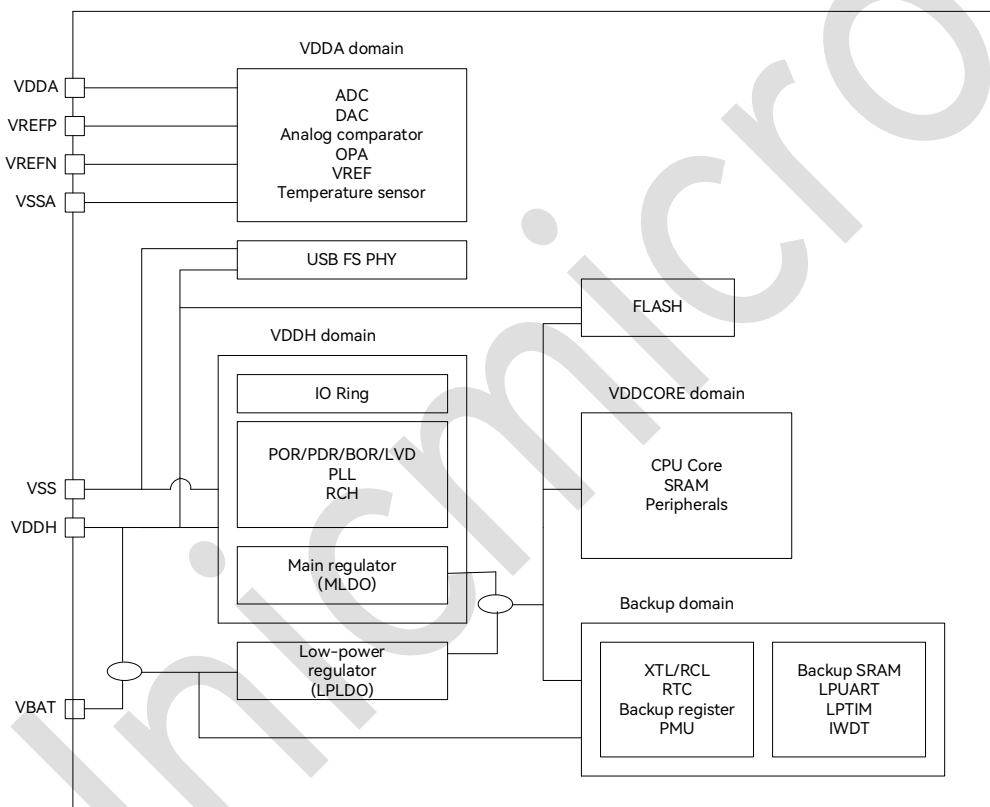 VDDA domain
VDDA
VREFP
VREFN
VSSA
ADC
DAC
Analog comparator
OPA
VREF
Temperature sensor
USB FS PHY
FLASH
VDDH domain
IO Ring
POR/PDR/BOR/LVD
PLL
RCH
VSS
VDDH
Main regulator
(MLDO)
Low-power
regulator
(LPLDO)
VBAT
VDDCORE domain
CPU Core
SRAM
Peripherals
Backup domain
XTL/RCL
RTC
Backup register
PMU
Backup SRAM
LPUART
LPTIM
IWDT
nicmicro